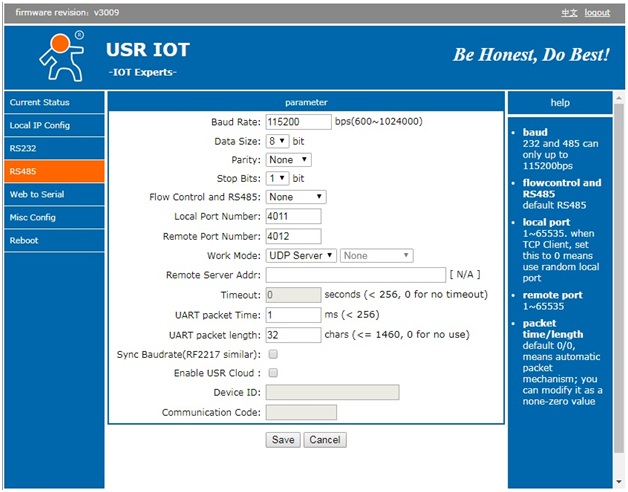 firmware revision: v3009
中文 logout
®
USR IOT
-IOT Experts-
Be Honest, Do Best!
Current Status
Local IP Config
RS232
RS485
Web to Serial
Misc Config
Reboot
parameter
Baud Rate: 115200 bps(600~1024000)
Data Size: 8 bit
Parity: None
Stop Bits: 1 bit
Flow Control and RS485: None
Local Port Number: 4011
Remote Port Number: 4012
Work Mode: UDP Server None
Remote Server Addr: [ N/A ]
Timeout: 0 seconds (< 256, 0 for no timeout)
UART packet Time: 1 ms (< 256)
UART packet length: 32 chars (<= 1460, 0 for no use)
Sync Baudrate(RF2217 similar):
Enable USR Cloud :
Device ID:
Communication Code:
Save Cancel
help
• baud
232 and 485 can
only up to
115200bps
• flowcontrol and
RS485
default RS485
• local port
1~65535. when
TCP Client, set
this to 0 means
use random local
port
• remote port
1~65535
• packet
time/length
default 0/0,
means automatic
packet
mechanism; you
can modify it as a
none-zero value